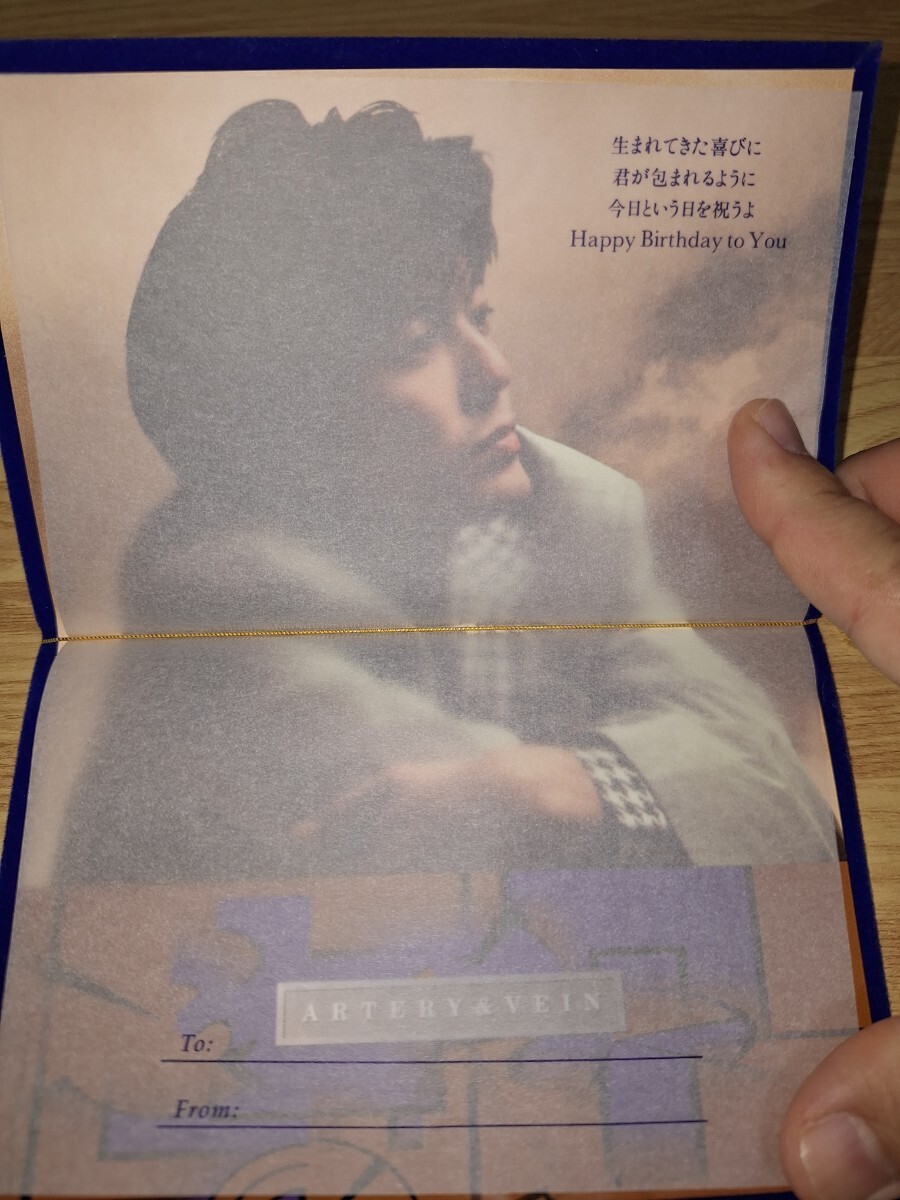 生まれてきた喜びに
君が包まれるように
今日という日を祝うよ
Happy Birthday to You
ARTERY&VEIN
To:
From: